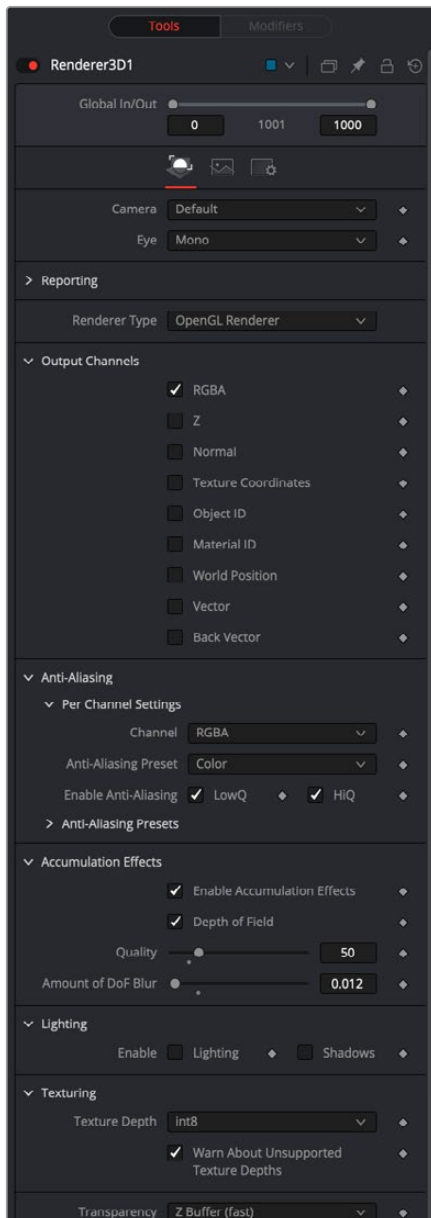 Tools Modifiers
Renderer3D1
Global In/Out
0 1001 1000
Camera Default
Eye Mono
Reporting
Renderer Type OpenGL Renderer
Output Channels
RGBA
Z
Normal
Texture Coordinates
Object ID
Material ID
World Position
Vector
Back Vector
Anti-Aliasing
Per Channel Settings
Channel RGBA
Anti-Aliasing Preset Color
Enable Anti-Aliasing LowQ HiQ
Anti-Aliasing Presets
Accumulation Effects
Enable Accumulation Effects
Depth of Field
Quality 50
Amount of DoF Blur 0.012
Lighting
Enable Lighting Shadows
Texturing
Texture Depth int8
Warn About Unsupported
Texture Depths
Transparency Z Buffer (fast)